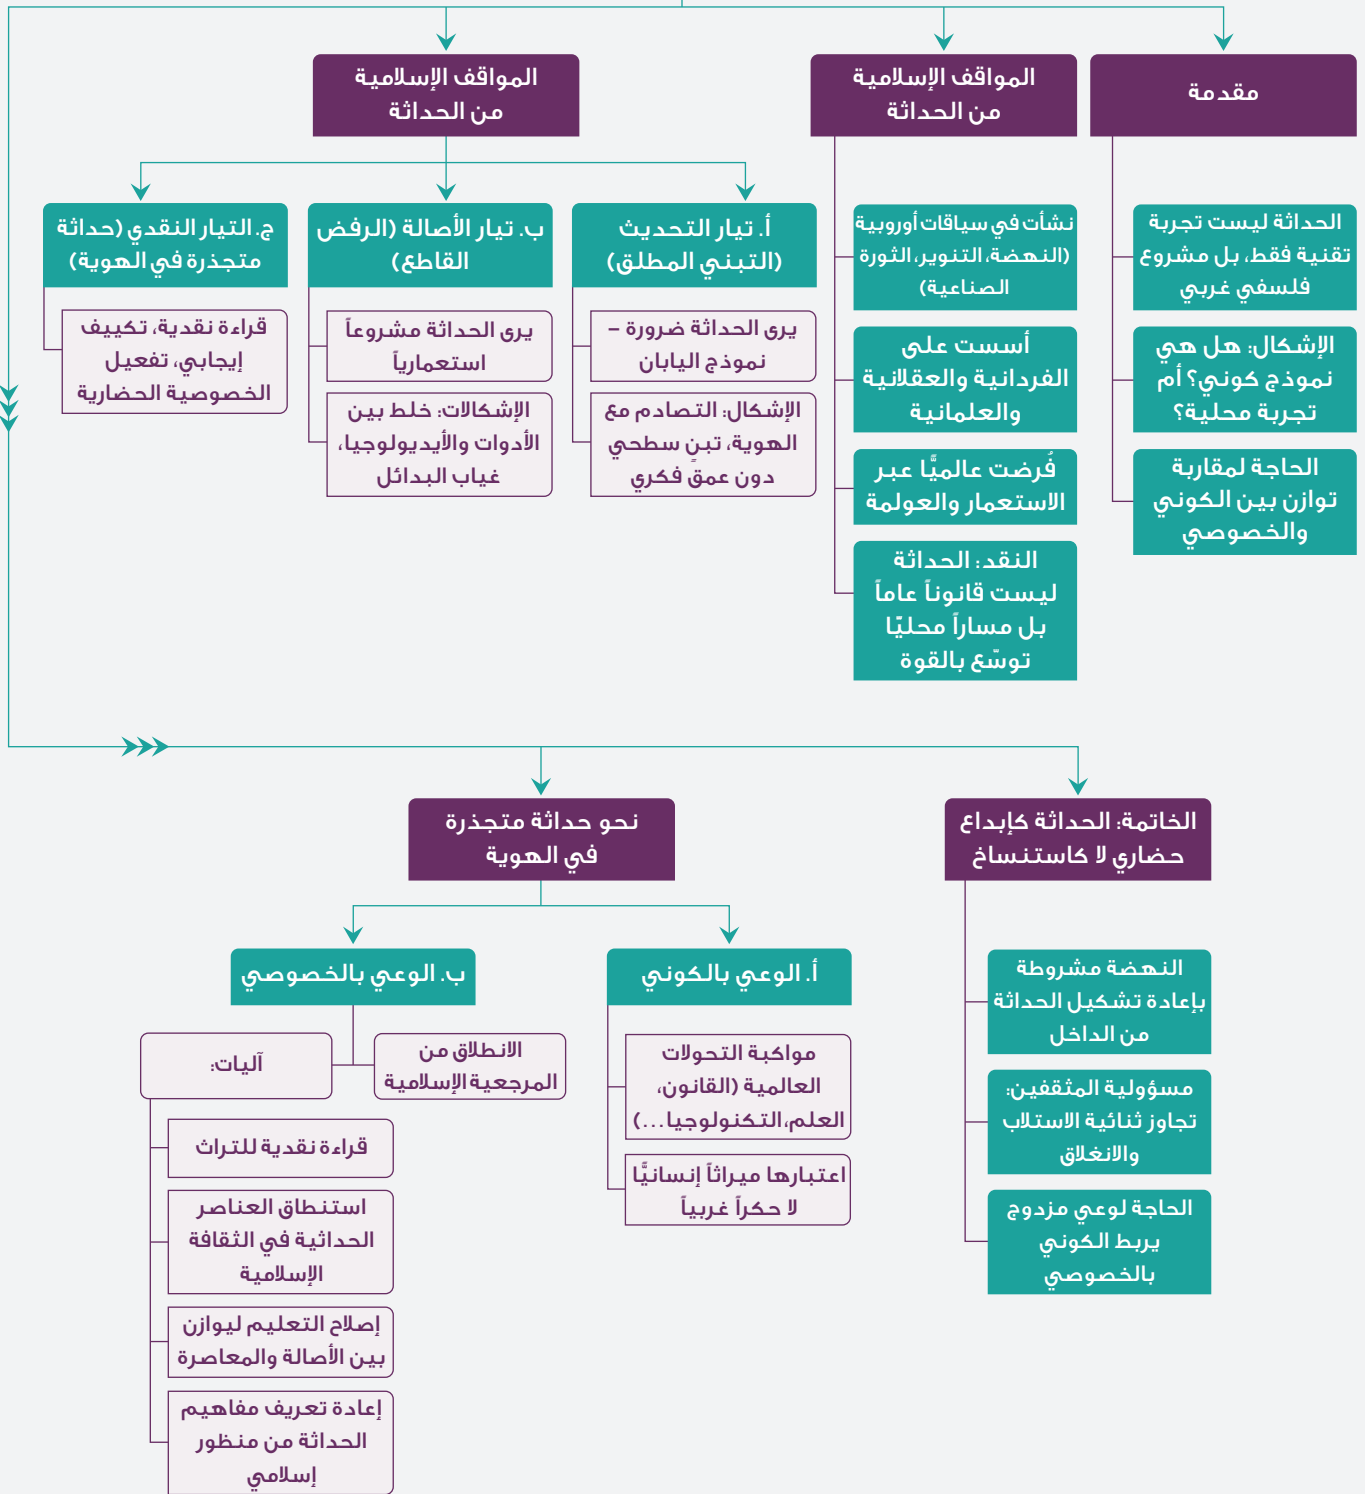 مقدمة
الحداثة ليست تجربة
تقنية فقط، بل مشروع
فلسفي غربي
الإشكال: هل هي
نموذج كوني؟ أم
تجربة محلية؟
الحاجة لمقاربة
توازن بين الكوني
والخصوصي
المواقف الإسلامية
من الحداثة
نشأت في سياقات أوروبية
(النهضة، التنوير، الثورة
الصناعية)
أسست على
الفردانية والعقلانية
والعلمانية
فُرضت عالميًّا عبر
الاستعمار والعولمة
النقد: الحداثة
ليست قانوناً عاماً
بل مساراً محليّا
توسّع بالقوة
المواقف الإسلامية
من الحداثة
أ. تيار التحديث
(التبني المطلق)
يرى الحداثة ضرورة –
نموذج اليابان
الإشكال: التصادم مع
الهوية، تبنٍ سطحي
دون عمق فكري
ب. تيار الأصالة (الرفض
القاطع)
يرى الحداثة مشروعاً
استعمارياً
الإشكالات: خلط بين
الأدوات والأيديولوجيا،
غياب البدائل
ج. التيار النقدي (حداثة
متجذرة في الهوية)
قراءة نقدية، تكييف
إيجابي، تفعيل
الخصوصية الحضارية
الخاتمة: الحداثة كإبداع
حضاري لا كاستنساخ
النهضة مشروطة
بإعادة تشكيل الحداثة
من الداخل
مسؤولية المثقفين:
تجاوز ثنائية الاستلاب
والانغلاق
الحاجة لوعي مزدوج
يربط الكوني
بالخصوصي
نحو حداثة متجذرة
في الهوية
أ. الوعي بالكوني
مواكبة التحولات
العالمية (القانون،
العلم،التكنولوجيا...)
اعتبارها ميراثاً إنسانيًّا
لا حكراً غربياً
ب. الوعي بالخصوصي
الانطلاق من
المرجعية الإسلامية
آليات:
قراءة نقدية للتراث
استنطاق العناصر
الحداثية في الثقافة
الإسلامية
إصلاح التعليم ليوازن
بين الأصالة والمعاصرة
إعادة تعريف مفاهيم
الحداثة من منظور
إسلامي